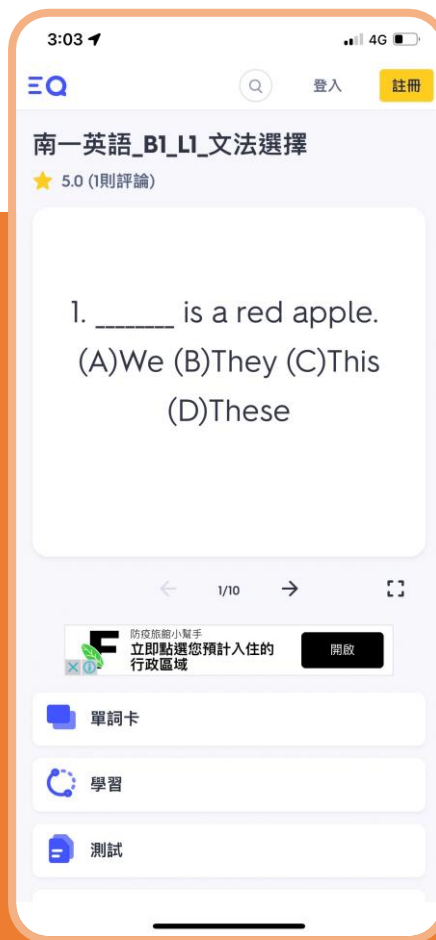 3:03 4G
EQ 登入 註冊
南一英語_B1_L1_文法選擇
5.0 (1則評論)
1. ________ is a red apple.
(A)We (B)They (C)This
(D)These
1/10
防疫旅館小幫手
立即點選您預計入住的
行政區域
開啟
單詞卡
學習
測試